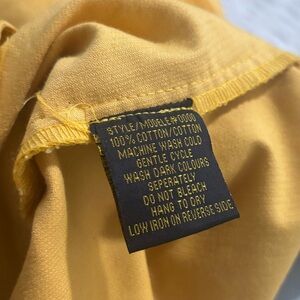 STYLE/MODELE#0000
100% COTTON/COTTON
MACHINE WASH COLD
GENTLE CYCLE
WASH DARK COLOURS
SEPERATELY
DO NOT BLEACH
HANG TO DRY
LOW IRON ON REVERSE SIDE